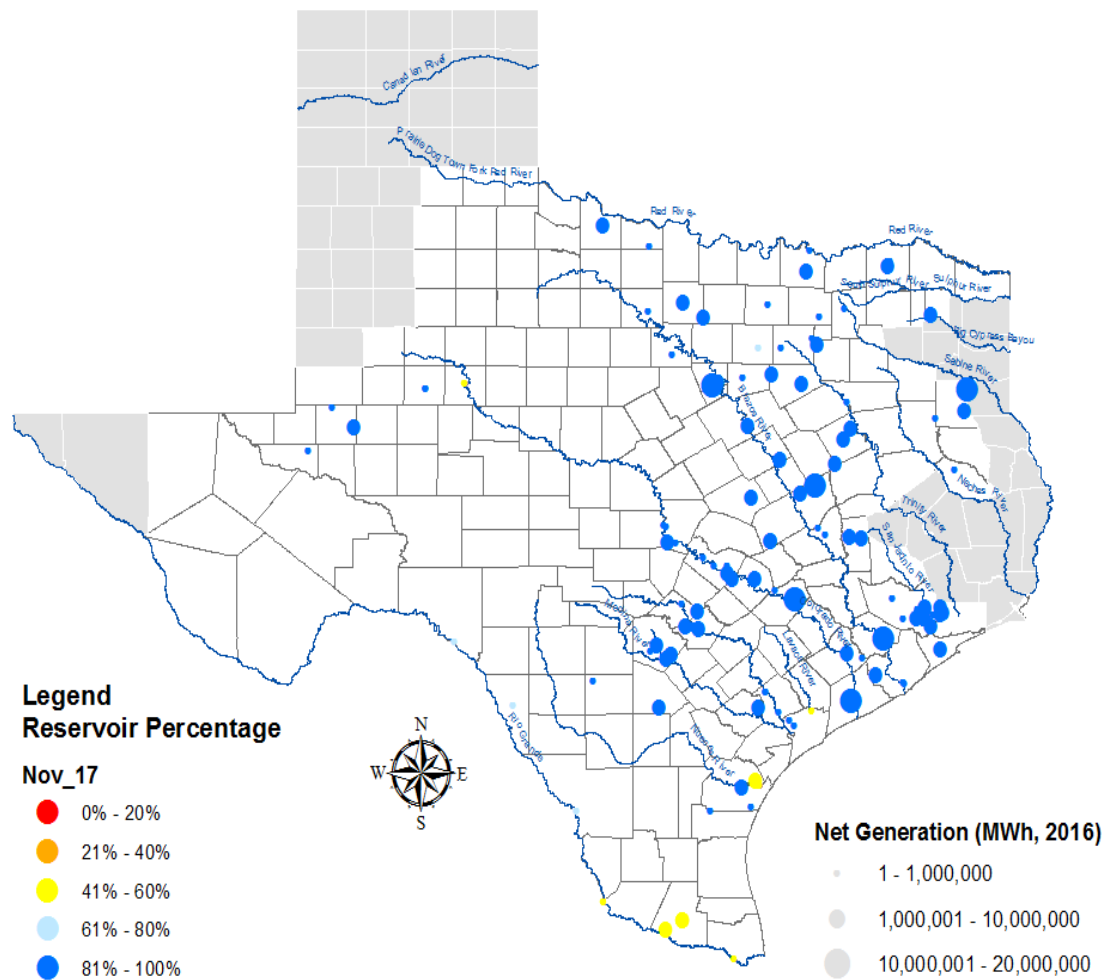 Canadian River
Prairie Dog Town Fork Red River
Red River
Red River
South Sulphur River
Sulphur River
Big Cypress Bayou
Sabine River
Brazos River
Neches River
Trinity River
San Jacinto River
Colorado River
Medina River
Lavaca River
Rio Grande
Nueces River
Legend
Reservoir Percentage
Nov_17
0% - 20%
21% - 40%
41% - 60%
61% - 80%
81% - 100%
N
W
E
S
Net Generation (MWh, 2016)
1 - 1,000,000
1,000,001 - 10,000,000
10,000,001 - 20,000,000